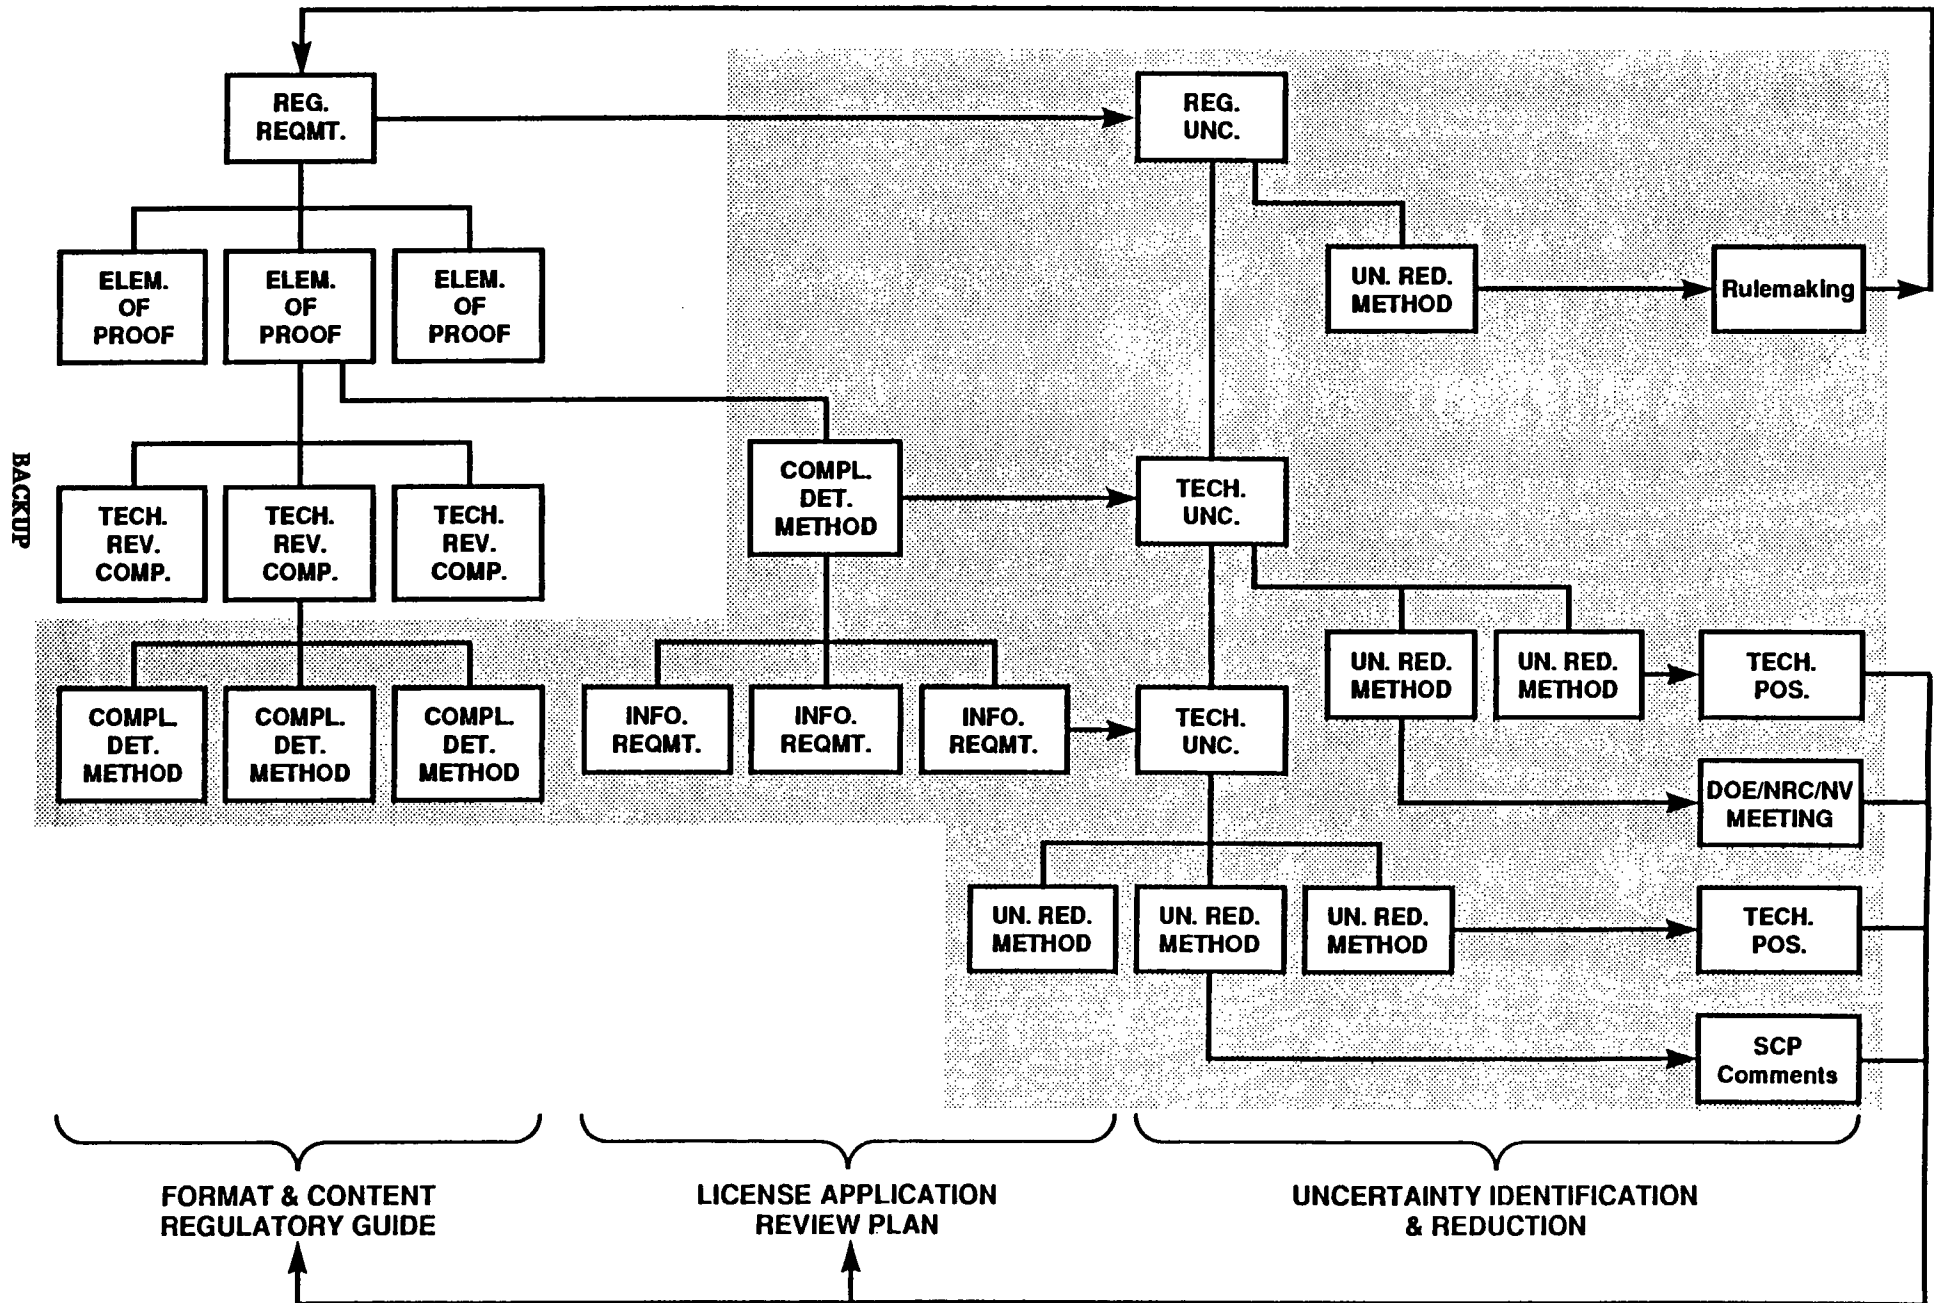 REG.
REQMT.
REG.
UNC.
ELEM.
OF
PROOF
ELEM.
OF
PROOF
ELEM.
OF
PROOF
UN. RED.
METHOD
Rulemaking
BACKUP
COMPL.
DET.
METHOD
TECH.
UNC.
TECH.
REV.
COMP.
TECH.
REV.
COMP.
TECH.
REV.
COMP.
UN. RED.
METHOD
UN. RED.
METHOD
TECH.
POS.
COMPL.
DET.
METHOD
COMPL.
DET.
METHOD
COMPL.
DET.
METHOD
INFO.
REQMT.
INFO.
REQMT.
INFO.
REQMT.
TECH.
UNC.
DOE/NRC/NV
MEETING
UN. RED.
METHOD
UN. RED.
METHOD
UN. RED.
METHOD
TECH.
POS.
SCP
Comments
FORMAT & CONTENT
REGULATORY GUIDE
LICENSE APPLICATION
REVIEW PLAN
UNCERTAINTY IDENTIFICATION
& REDUCTION